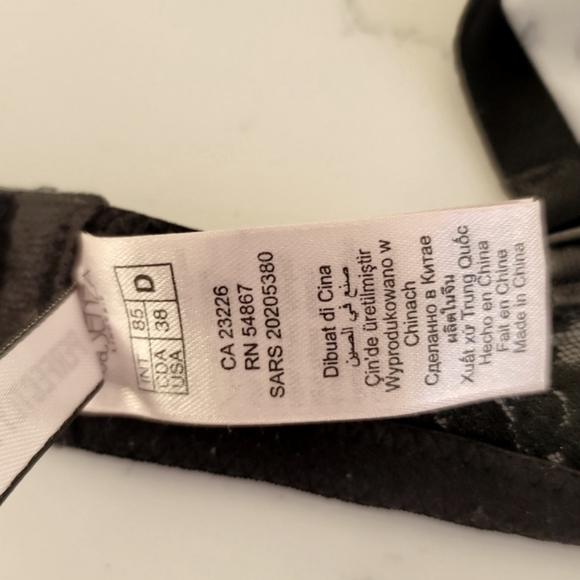 INT 85 D
CDA USA 38
CA 23226
RN 54867
SARS 20205380
Dibuat di Cina
صنع في الصين
Çin'de üretilmiştir
Wyprodukowano w
Chinach
Сделанно в Китае
ผลิตในจีน
Xuất xứ Trung Quốc
Hecho en China
Fait en Chine
Made in China